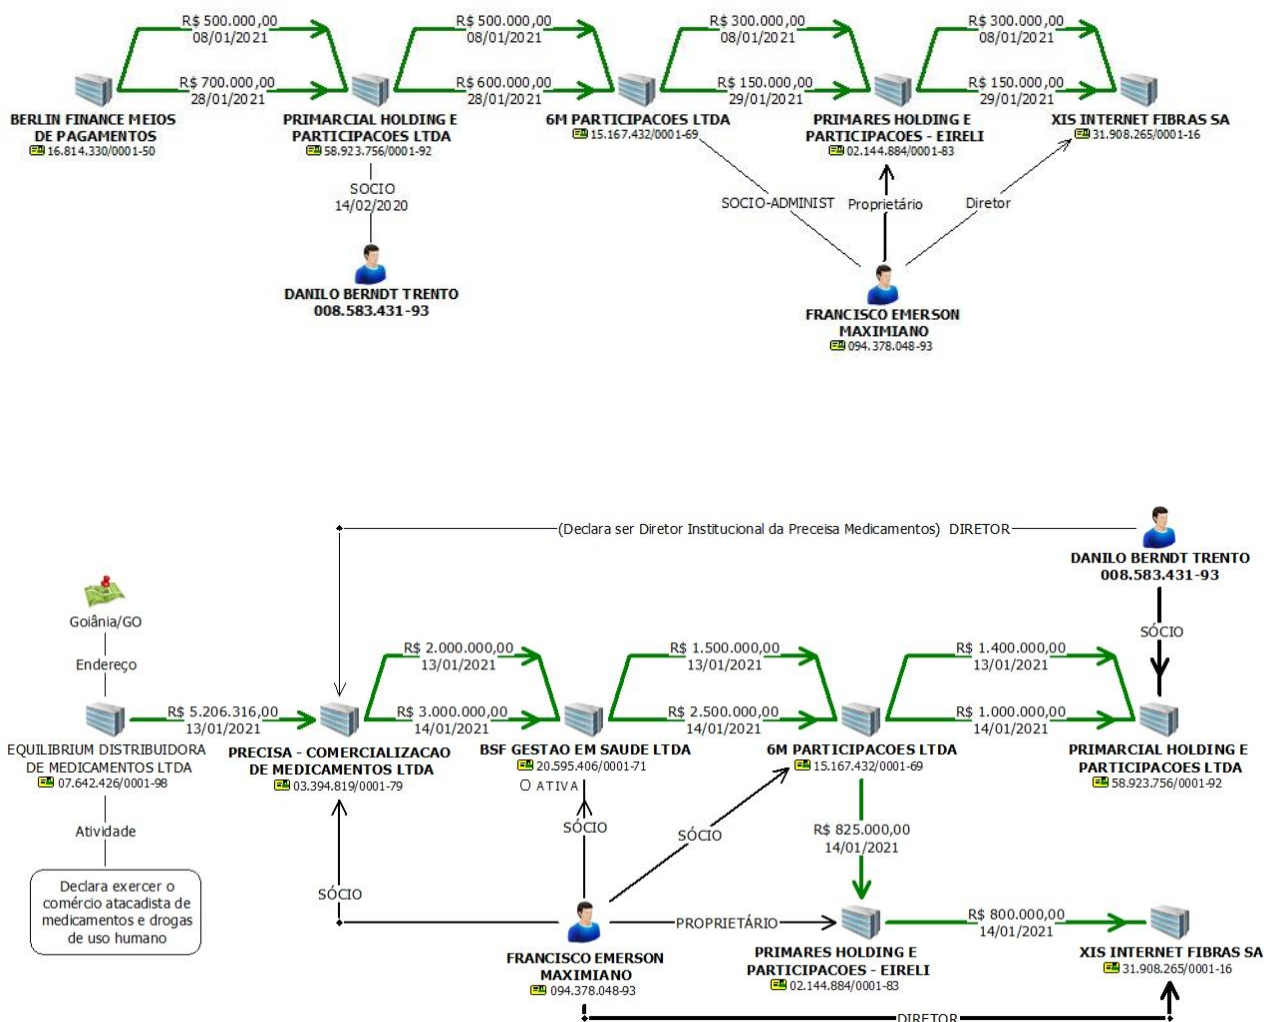 R$ 500.000,00
08/01/2021
R$ 500.000,00
08/01/2021
R$ 300.000,00
08/01/2021
R$ 300.000,00
08/01/2021
R$ 700.000,00
28/01/2021
R$ 600.000,00
28/01/2021
R$ 150.000,00
29/01/2021
R$ 150.000,00
29/01/2021
BERLIN FINANCE MEIOS
DE PAGAMENTOS
16.814.330/0001-50
PRIMARCIAL HOLDING E
PARTICIPACOES LTDA
58.923.756/0001-92
6M PARTICIPACOES LTDA
15.167.432/0001-69
PRIMARES HOLDING E
PARTICIPACOES - EIRELI
02.144.884/0001-83
XIS INTERNET FIBRAS SA
31.908.265/0001-16
SOCIO
14/02/2020
SOCIO-ADMINIST
Proprietário
Diretor
DANILO BERNDT TRENTO
008.583.431-93
FRANCISCO EMERSON
MAXIMIANO
094.378.048-93
(Declara ser Diretor Institucional da Preceisa Medicamentos) DIRETOR
DANILO BERNDT TRENTO
008.583.431-93
Goiânia/GO
Endereço
SÓCIO
R$ 2.000.000,00
13/01/2021
R$ 1.500.000,00
13/01/2021
R$ 1.400.000,00
13/01/2021
R$ 5.206.316,00
13/01/2021
R$ 3.000.000,00
14/01/2021
R$ 2.500.000,00
14/01/2021
R$ 1.000.000,00
14/01/2021
EQUILIBRIUM DISTRIBUIDORA
DE MEDICAMENTOS LTDA
07.642.426/0001-98
PRECISA - COMERCIALIZACAO
DE MEDICAMENTOS LTDA
03.394.819/0001-79
BSF GESTAO EM SAUDE LTDA
20.595.406/0001-71
O ATIVA
6M PARTICIPACOES LTDA
15.167.432/0001-69
PRIMARCIAL HOLDING E
PARTICIPACOES LTDA
58.923.756/0001-92
Atividade
SÓCIO
SÓCIO
R$ 825.000,00
14/01/2021
Declara exercer o
comércio atacadista de
medicamentos e drogas
de uso humano
SÓCIO
PROPRIETÁRIO
R$ 800.000,00
14/01/2021
FRANCISCO EMERSON
MAXIMIANO
094.378.048-93
PRIMARES HOLDING E
PARTICIPACOES - EIRELI
02.144.884/0001-83
XIS INTERNET FIBRAS SA
31.908.265/0001-16
DIRETOR